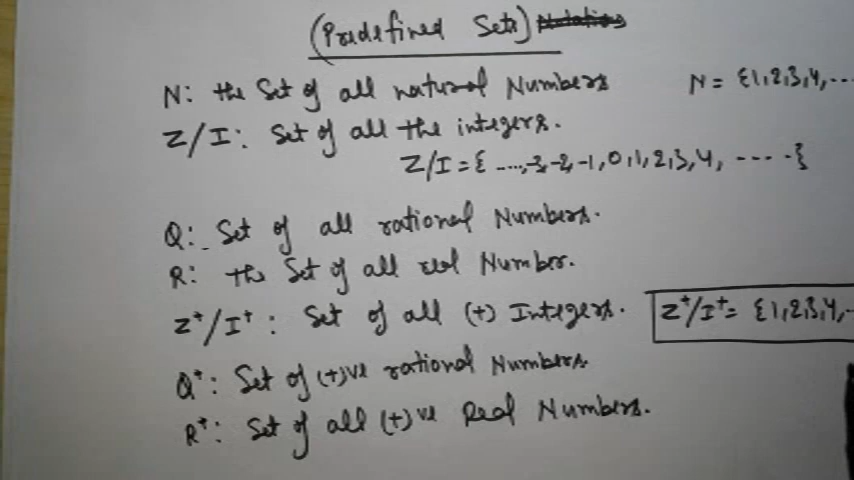 (Predefined Sets)
N: the Set of all natural Numbers N = {1,2,3,4,...
Z/I: Set of all the integers.
Z/I = { ....,-3,-2,-1,0,1,2,3,4, ----- }
Q: Set of all rational Numbers.
R: the Set of all real Number.
Z⁺/I⁺: Set of all (+) Integers. Z⁺/I⁺ = {1,2,3,4,..
Q⁺: Set of (+)ve rational Numbers
R⁺: Set of all (+)ve Real Numbers.